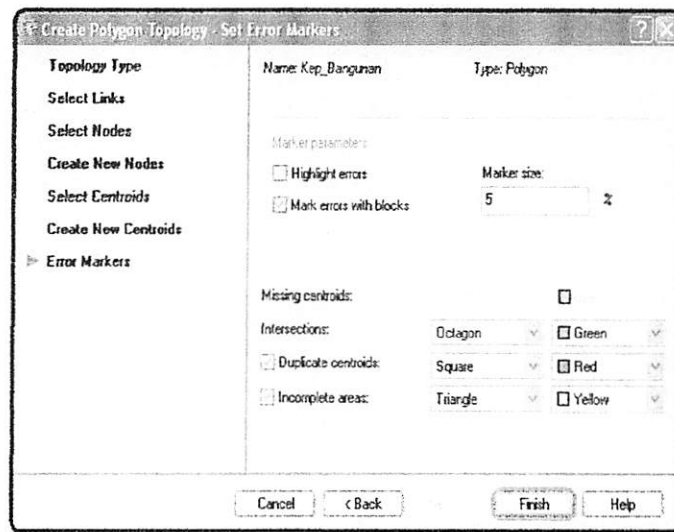 Create Polygon Topology - Set Error Markers
Topology Type
Select Links
Select Nodes
Create New Nodes
Select Centroids
Create New Centroids
Error Markers
Name: Kep_Bangunan Type: Polygon
Marker parameters
Highlight errors
Mark errors with blocks
Marker size:
5 %
Missing centroids:
Intersections: Octagon Green
Duplicate centroids: Square Red
Incomplete areas: Triangle Yellow
Cancel < Back Finish Help